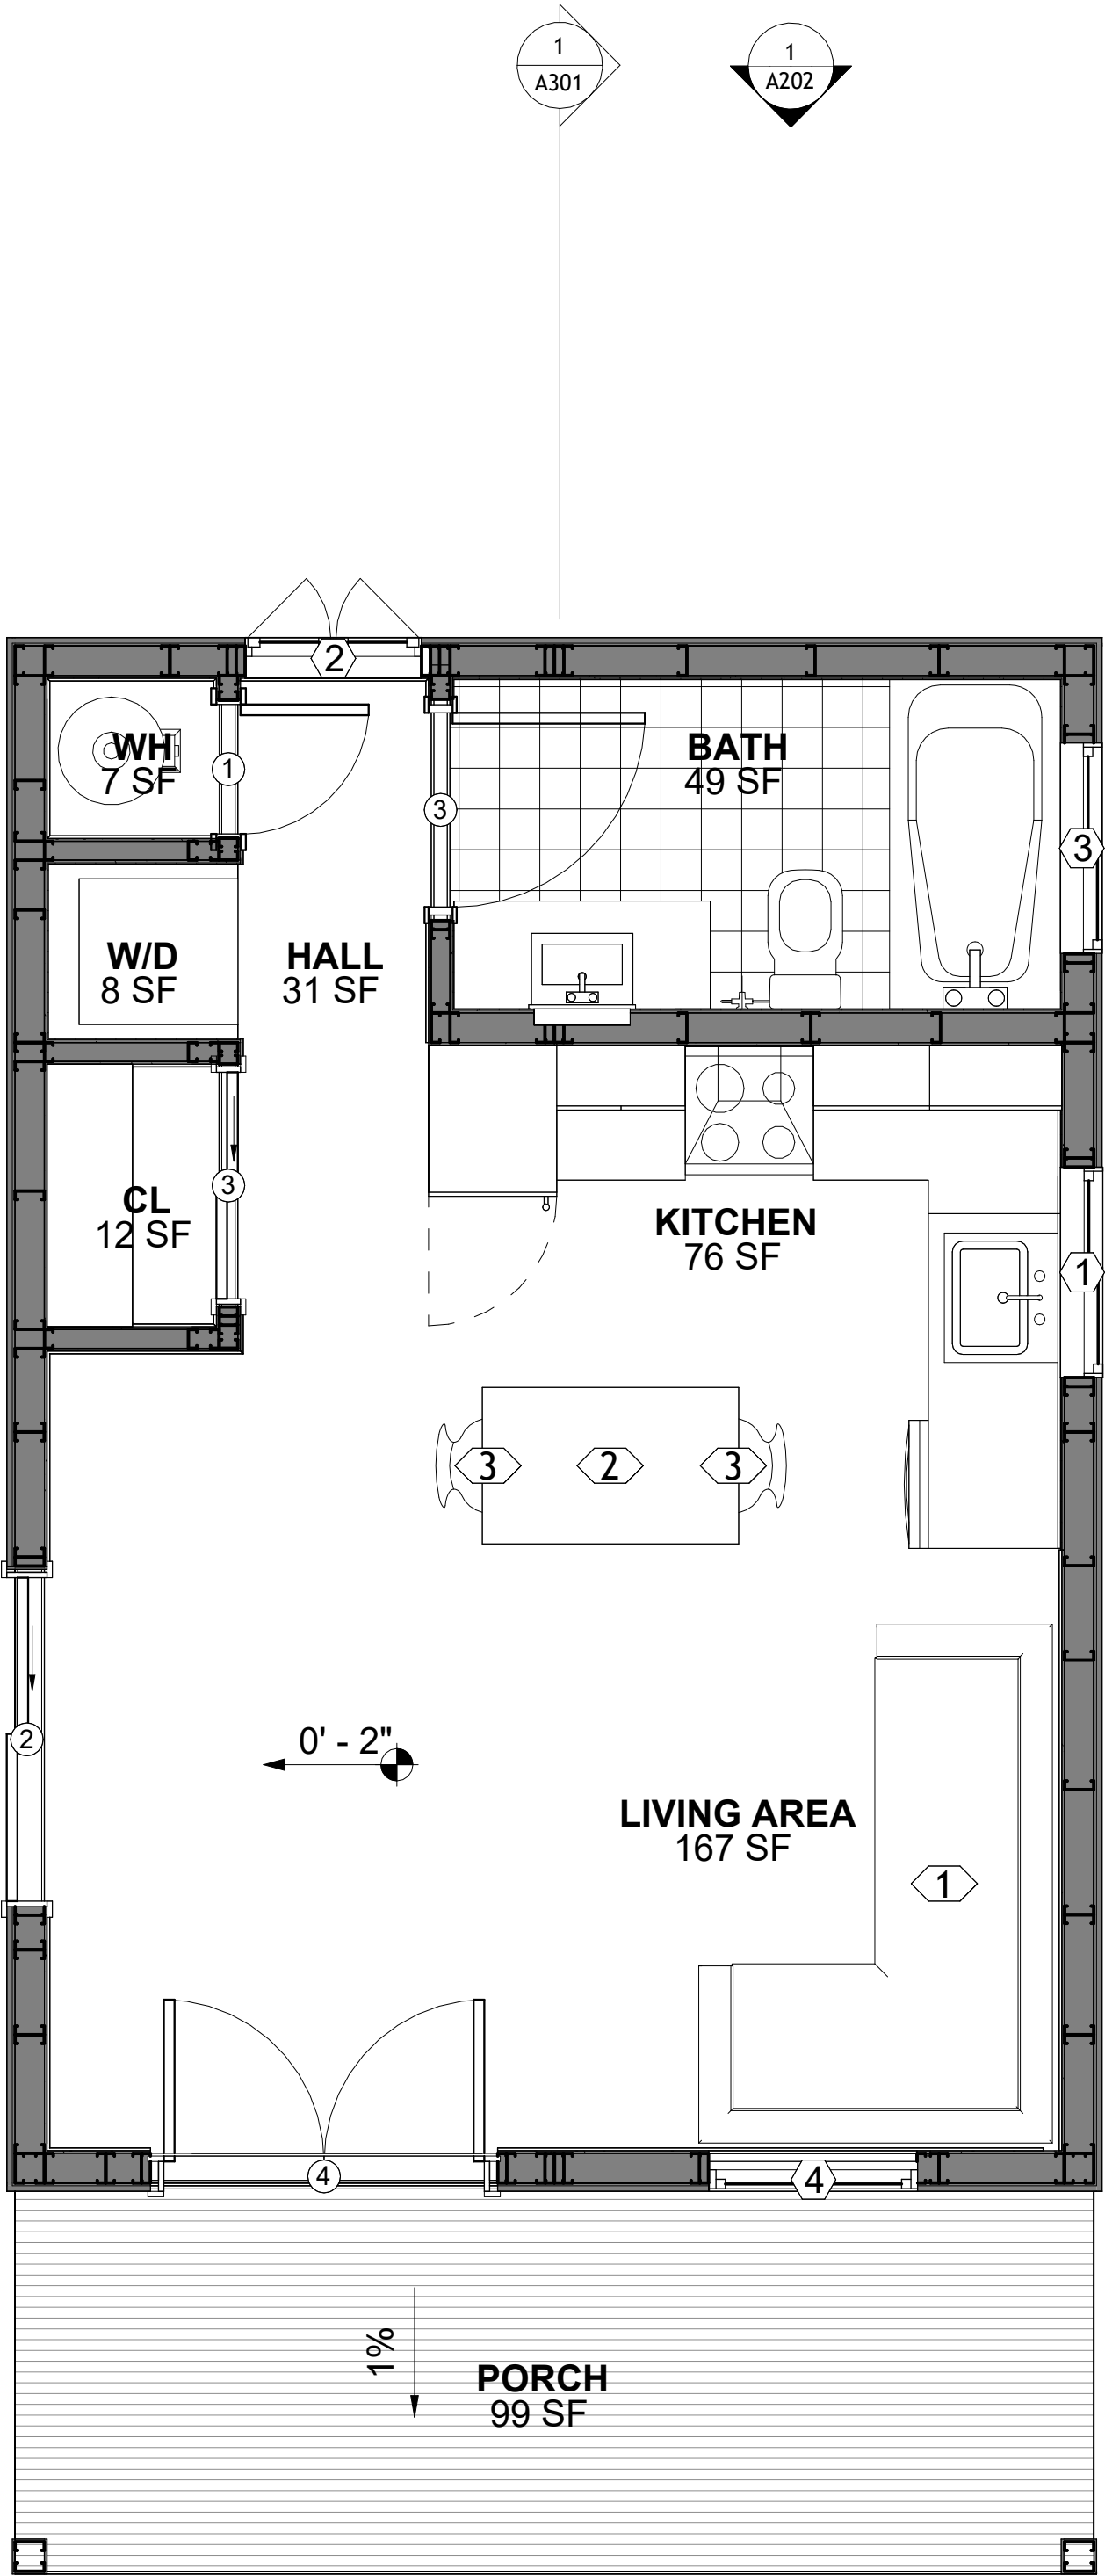 1
A301
1
A202
2
WH
7 SF
1
BATH
49 SF
3
3
W/D
8 SF
HALL
31 SF
CL
12 SF
3
KITCHEN
76 SF
1
3
2
3
2
0' - 2"
LIVING AREA
167 SF
1
4
4
1%
PORCH
99 SF